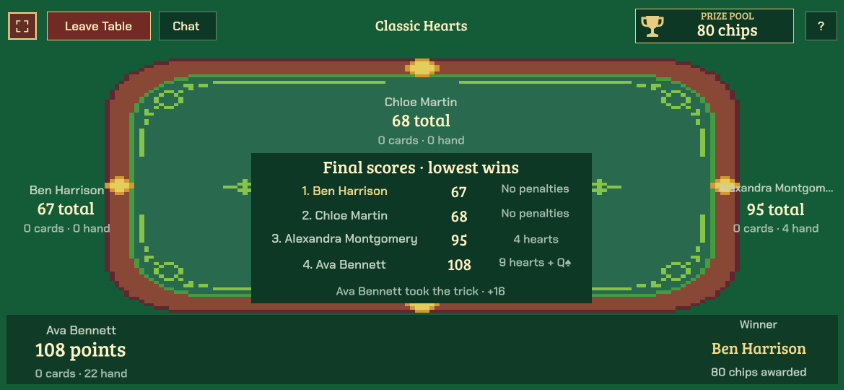 Leave Table
Chat
Classic Hearts
PRIZE POOL
80 chips
?
Chloe Martin
68 total
0 cards · 0 hand
Ben Harrison
67 total
0 cards · 0 hand
Montgom...
95 total
0 cards · 4 hand
Final scores · lowest wins
1. Ben Harrison 67 No penalties
2. Chloe Martin 68 No penalties
3. Alexandra Montgomery 95 4 hearts
4. Ava Bennett 108 9 hearts + Q♠
Ava Bennett took the trick · +16
Ava Bennett
108 points
0 cards · 22 hand
Winner
Ben Harrison
80 chips awarded